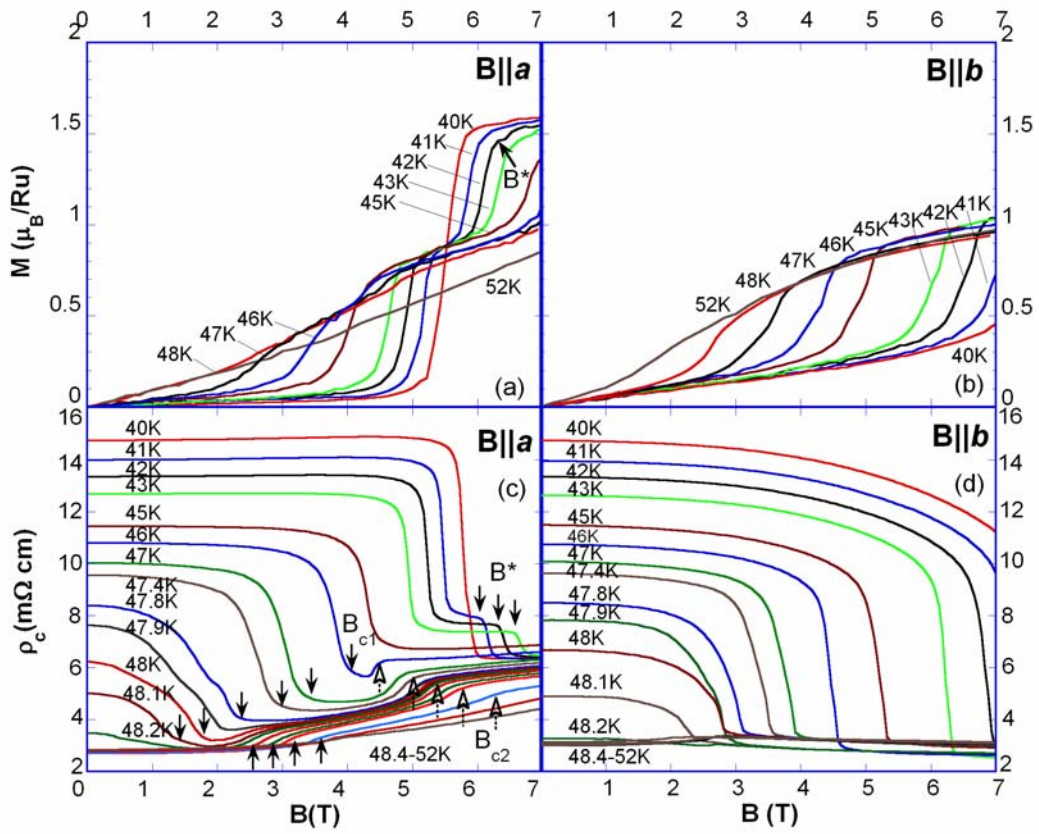 0 1 2 3 4 5 6 7 0 1 2 3 4 5 6 7
2 2
B||a B||b
1.5 1.5
40K
41K
42K
43K
45K
B*
1 1
M (μB/Ru)
41K
42K
43K
45K
46K
47K
48K
52K
52K
0.5 0.5
46K
47K
48K
40K
0 0
(a) (b)
16 16
B||a B||b
40K 40K
41K 41K
42K 42K
43K 43K
(c) (d)
14 14
12 12
45K 45K
46K 46K
47K 47K
47.4K 47.4K
10 10
ρc(mΩ cm)
B*
47.8K 47.8K
47.9K 47.9K
8 8
Bc1
48K 48K
6 6
48.1K 48.1K
4 4
48.2K 48.2K
Bc2
48.4-52K 48.4-52K
2 2
0 1 2 3 4 5 6 7 0 1 2 3 4 5 6 7
B(T) B (T)